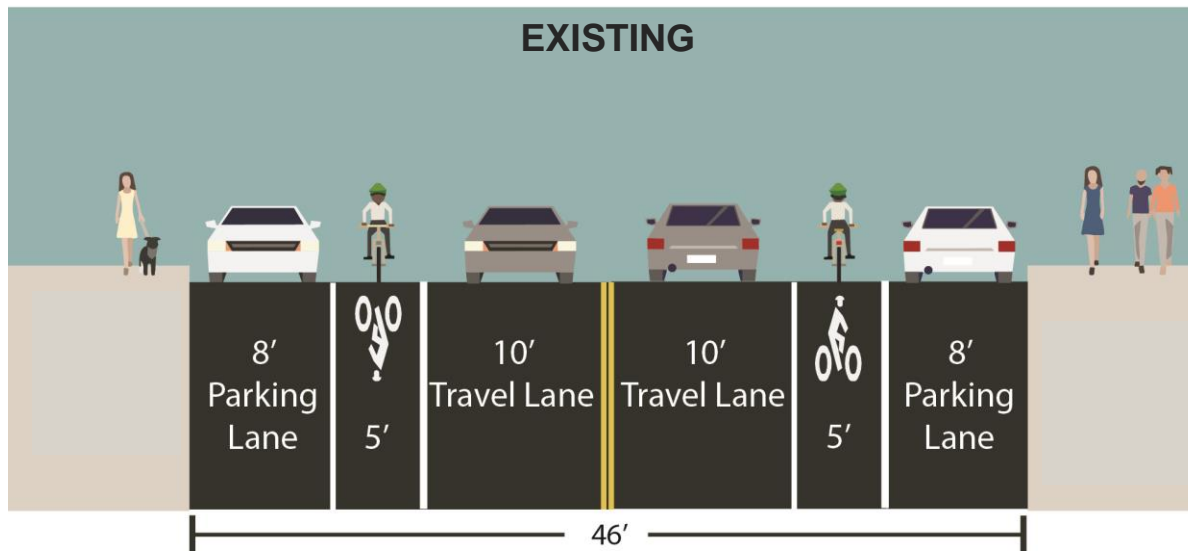 EXISTING
8’
Parking
Lane
5’
10’
Travel Lane
10’
Travel Lane
5’
8’
Parking
Lane
46’